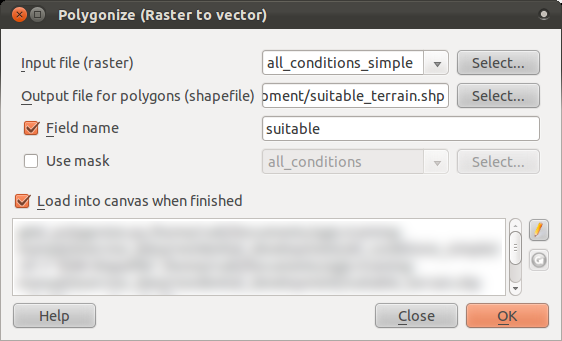 Polygonize (Raster to vector)
Input file (raster) all_conditions_simple Select...
Output file for polygons (shapefile) oment/suitable_terrain.shp Select...
Field name suitable
Use mask all_conditions Select...
Load into canvas when finished
Help Close OK